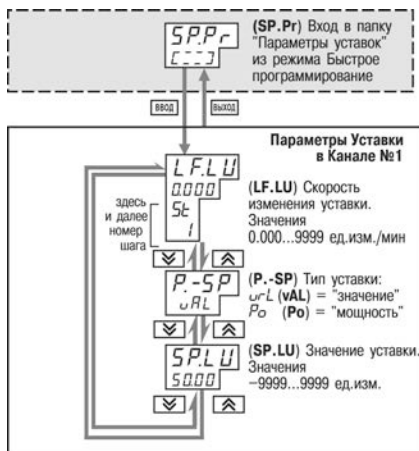 SP.Pr
[---]
(SP.Pr) Вход в папку
"Параметры уставок"
из режима Быстрое
программирование
ВВОД
ВЫХОД
Параметры Уставки
в Канале №1
LF.LU
0.000
St
1
здесь
и далее
номер
шага
(LF.LU) Скорость
изменения уставки.
Значения
0.000...9999 ед.изм./мин
P.-SP
vAL
(P.-SP) Тип уставки:
vrL (vAL) = "значение"
Po (Po) = "мощность"
SP.LU
50.00
(SP.LU) Значение уставки.
Значения
−9999...9999 ед.изм.